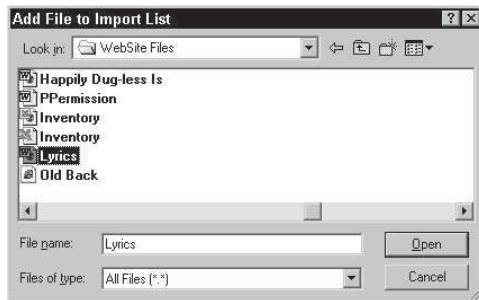 Add File to Import List
Look in: WebSite Files
Happily Dug-less Is
PPermission
Inventory
Inventory
Lyrics
Old Back
File name: Lyrics Open
Files of type: All Files (*.*) Cancel